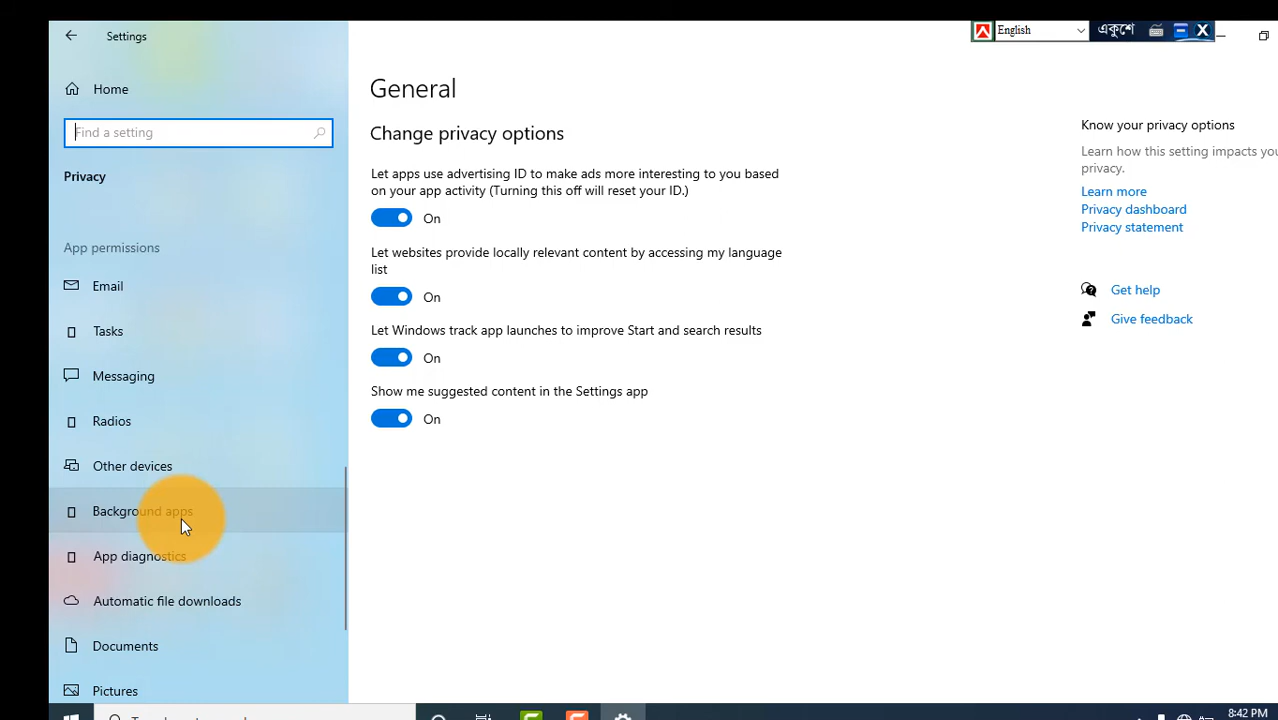 Settings
English
একুশে
Home
Find a setting
Privacy
App permissions
Email
Tasks
Messaging
Radios
Other devices
Background apps
App diagnostics
Automatic file downloads
Documents
Pictures
General
Change privacy options
Let apps use advertising ID to make ads more interesting to you based
on your app activity (Turning this off will reset your ID.)
On
Let websites provide locally relevant content by accessing my language
list
On
Let Windows track app launches to improve Start and search results
On
Show me suggested content in the Settings app
On
Know your privacy options
Learn how this setting impacts
privacy.
Learn more
Privacy dashboard
Privacy statement
Get help
Give feedback
8:42 PM